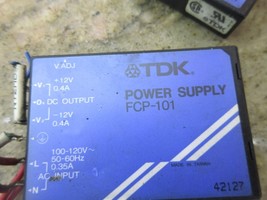 TDK
V.ADJ
+V
12V
0.4A
POWER SUPPLY
FCP-101
DC OUTPUT
-V
-12V
0.4A
100-120V~
50-60Hz
L
0.35A
AC INPUT
N
42127
TDK